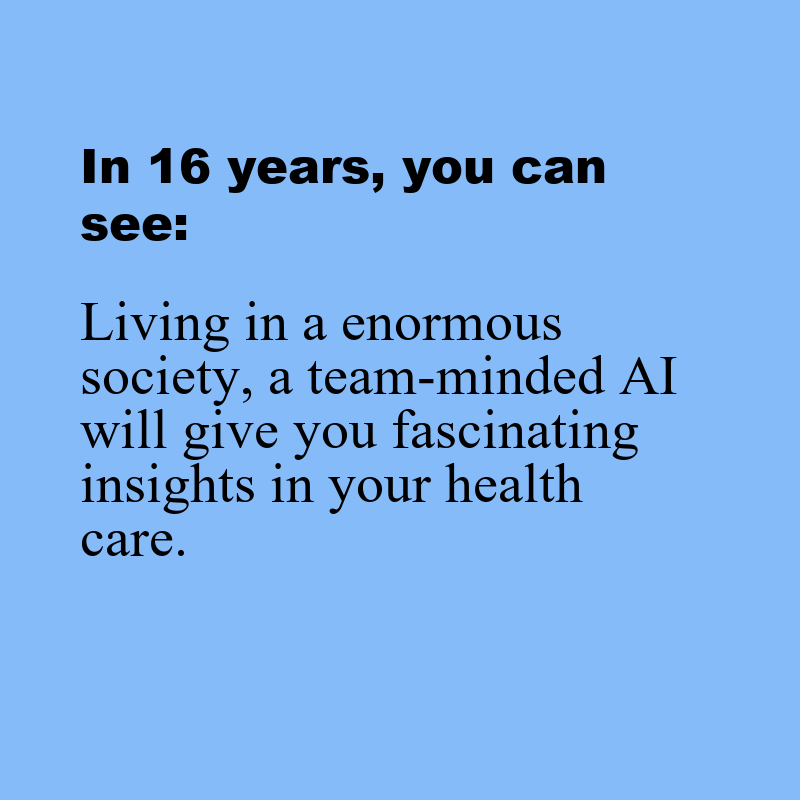 In 16 years, you can
see:
Living in a enormous
society, a team-minded AI
will give you fascinating
insights in your health
care.